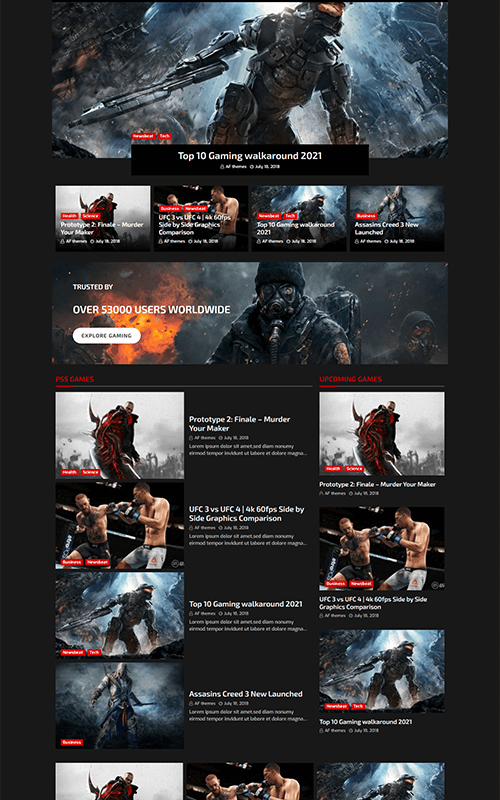 Newsbeat Tech
Top 10 Gaming walkaround 2021
AF themes July 18, 2018
Health Science
Prototype 2: Finale – Murder
Your Maker
AF themes July 18, 2018
Business Newsbeat
UFC 3 vs UFC 4 | 4k 60fps
Side by Side Graphics
Comparison
AF themes July 18, 2018
Newsbeat Tech
Top 10 Gaming walkaround
2021
AF themes July 18, 2018
Business
Assasins Creed 3 New
Launched
AF themes July 18, 2018
TRUSTED BY
OVER 53000 USERS WORLDWIDE
EXPLORE GAMING
PS5 GAMES
Health Science
Prototype 2: Finale – Murder
Your Maker
AF themes July 18, 2018
Lorem ipsum dolor sit amet,sed diam nonumy
eirmod tempor invidunt ut labore et dolore magna...
Business Newsbeat
UFC 3 vs UFC 4 | 4k 60fps Side by
Side Graphics Comparison
AF themes July 18, 2018
Lorem ipsum dolor sit amet,sed diam nonumy
eirmod tempor invidunt ut labore et dolore magna...
Newsbeat Tech
Top 10 Gaming walkaround 2021
AF themes July 18, 2018
Lorem ipsum dolor sit amet,sed diam nonumy
eirmod tempor invidunt ut labore et dolore magna...
Business
Assasins Creed 3 New Launched
AF themes July 18, 2018
Lorem ipsum dolor sit amet,sed diam nonumy
eirmod tempor invidunt ut labore et dolore magna...
UPCOMING GAMES
Health Science
Prototype 2: Finale – Murder Your Maker
AF themes July 18, 2018
Business Newsbeat
UFC 3 vs UFC 4 | 4k 60fps Side by Side
Graphics Comparison
AF themes July 18, 2018
Newsbeat Tech
Top 10 Gaming walkaround 2021
AF themes July 18, 2018